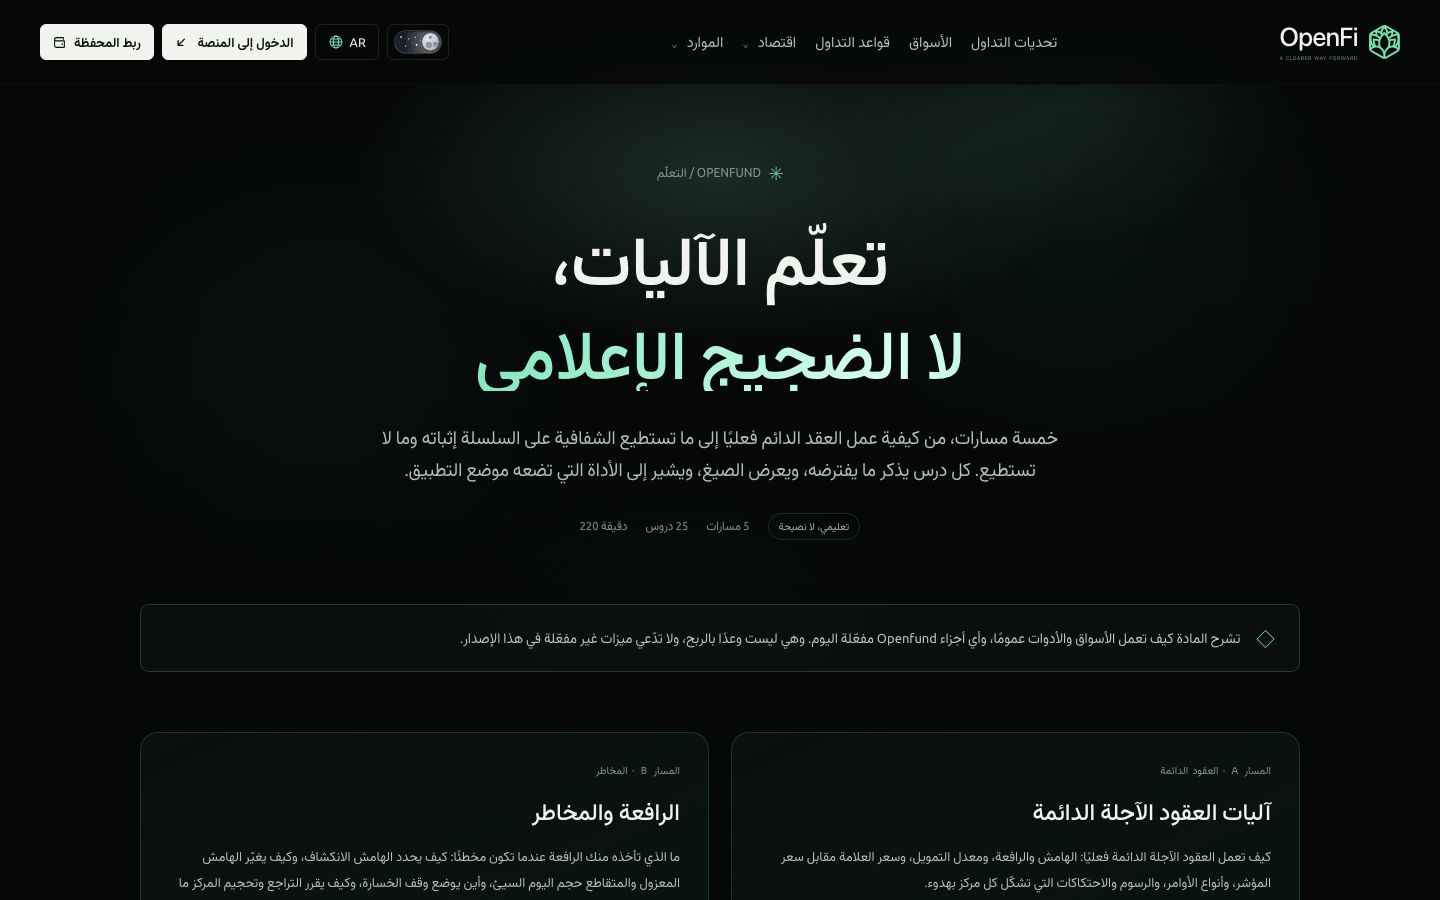 OpenFi
A CLEARER WAY FORWARD
تحديات التداول
الأسواق
قواعد التداول
اقتصاد
الموارد
AR
الدخول إلى المنصة
ربط المحفظة
OPENFUND / التعلّم
تعلّم الآليات،
لا الضجيج الإعلامي
خمسة مسارات، من كيفية عمل العقد الدائم فعليًا إلى ما تستطيع الشفافية على السلسلة إثباته وما لا
تستطيع. كل درس يذكر ما يفترضه، ويعرض الصيغ، ويشير إلى الأداة التي تضعه موضع التطبيق.
تعليمي، لا نصيحة
5 مسارات
25 دروس
220 دقيقة
تشرح المادة كيف تعمل الأسواق والأدوات عمومًا، وأي أجزاء Openfund مفعّلة اليوم. وهي ليست وعدًا بالربح، ولا تدّعي ميزات غير مفعّلة في هذا الإصدار.
المسار A · العقود الدائمة
آليات العقود الآجلة الدائمة
كيف تعمل العقود الآجلة الدائمة فعليًا: الهامش والرافعة، ومعدل التمويل، وسعر العلامة مقابل سعر
المؤشر، وأنواع الأوامر، والرسوم والاحتكاكات التي تشكّل كل مركز بهدوء.
المسار B · المخاطر
الرافعة والمخاطر
ما الذي تأخذه منك الرافعة عندما تكون مخطئًا: كيف يحدد الهامش الانكشاف، وكيف يغيّر الهامش
المعزول والمتقاطع حجم اليوم السيئ، وأين يوضع وقف الخسارة، وكيف يقرر التراجع وتحجيم المركز ما